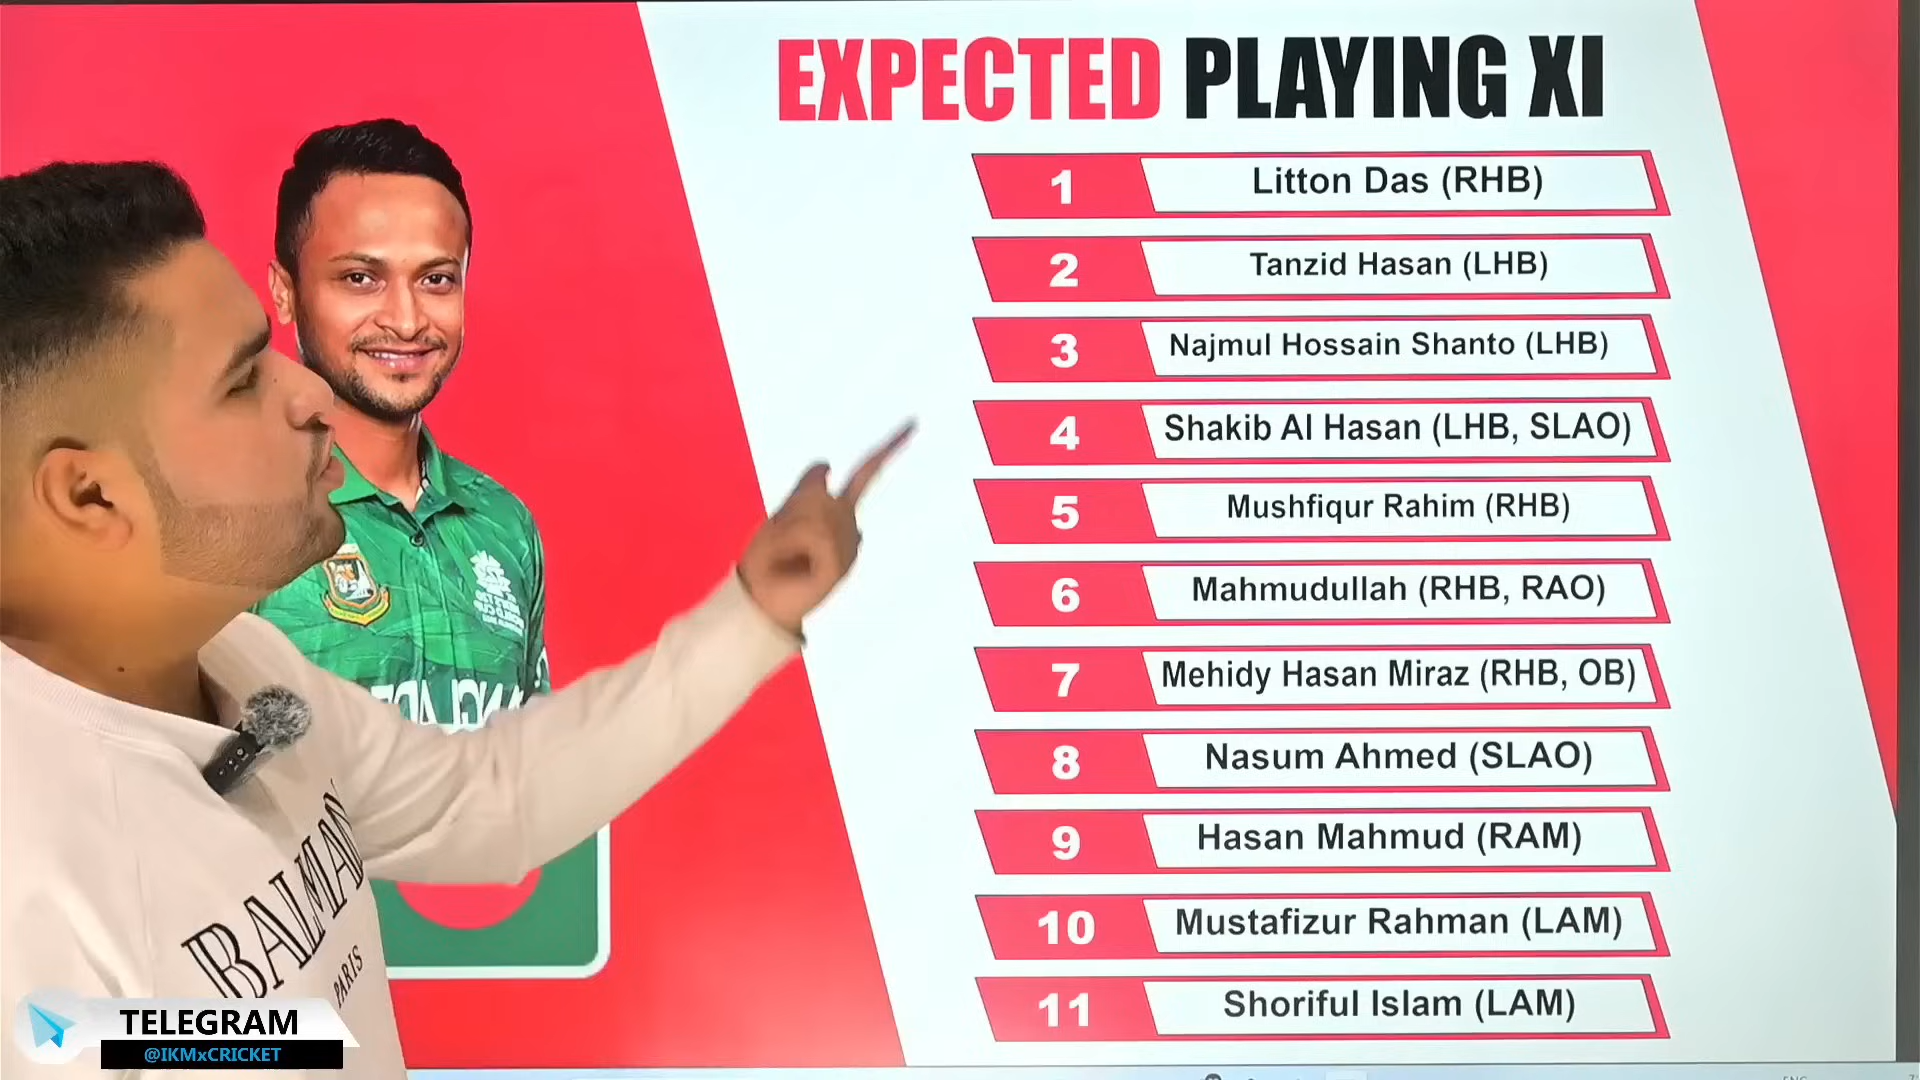 EXPECTED PLAYING XI
1 Litton Das (RHB)
2 Tanzid Hasan (LHB)
3 Najmul Hossain Shanto (LHB)
4 Shakib Al Hasan (LHB, SLAO)
5 Mushfiqur Rahim (RHB)
6 Mahmudullah (RHB, RAO)
7 Mehidy Hasan Miraz (RHB, OB)
8 Nasum Ahmed (SLAO)
9 Hasan Mahmud (RAM)
10 Mustafizur Rahman (LAM)
11 Shoriful Islam (LAM)
BALMAIN
PARIS
TELEGRAM
@IKMxCRICKET